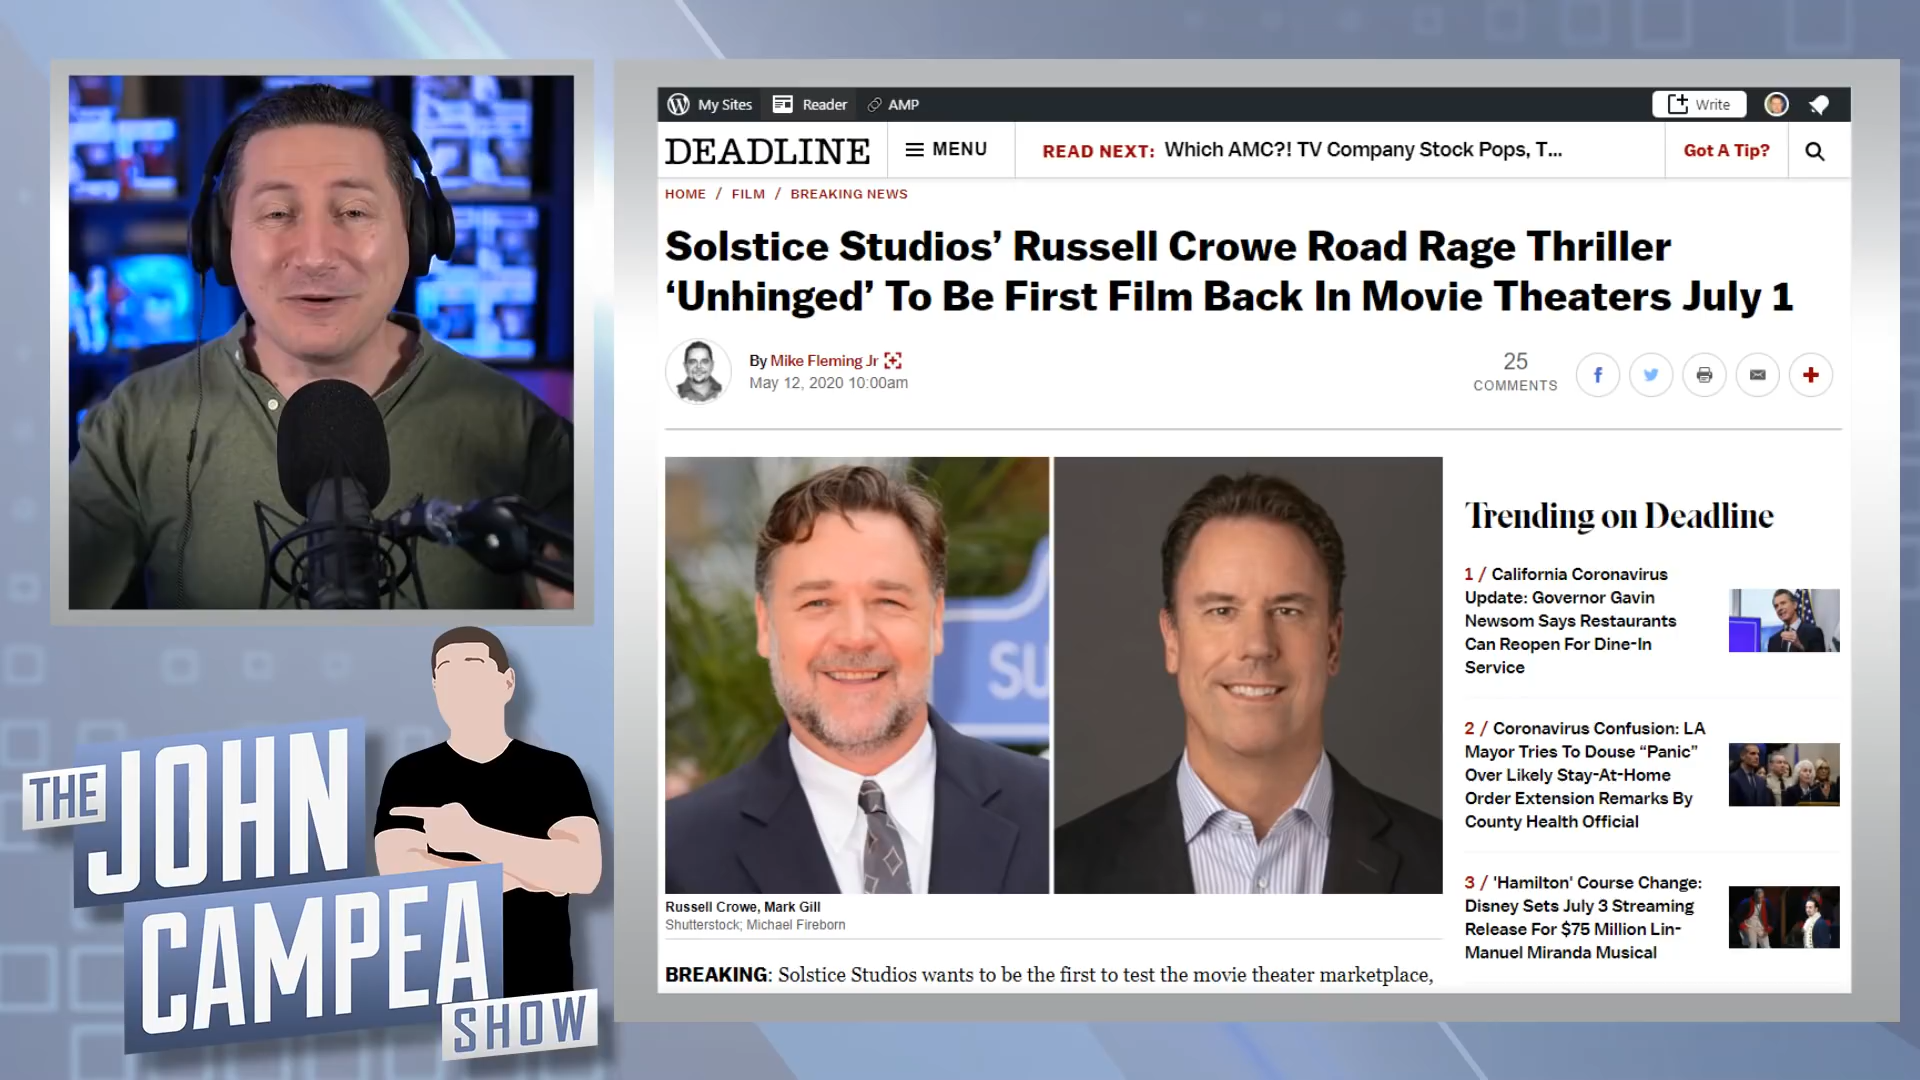 My Sites Reader AMP Write
DEADLINE MENU READ NEXT: Which AMC?! TV Company Stock Pops, T... Got A Tip?
HOME / FILM / BREAKING NEWS
Solstice Studios’ Russell Crowe Road Rage Thriller
‘Unhinged’ To Be First Film Back In Movie Theaters July 1
By Mike Fleming Jr
May 12, 2020 10:00am
25
COMMENTS
SU
Russell Crowe, Mark Gill
Shutterstock; Michael Fireborn
BREAKING: Solstice Studios wants to be the first to test the movie theater marketplace,
Trending on Deadline
1 / California Coronavirus
Update: Governor Gavin
Newsom Says Restaurants
Can Reopen For Dine-In
Service
2 / Coronavirus Confusion: LA
Mayor Tries To Douse “Panic”
Over Likely Stay-At-Home
Order Extension Remarks By
County Health Official
3 / 'Hamilton' Course Change:
Disney Sets July 3 Streaming
Release For $75 Million Lin-
Manuel Miranda Musical
THE
JOHN
CAMPEA
SHOW